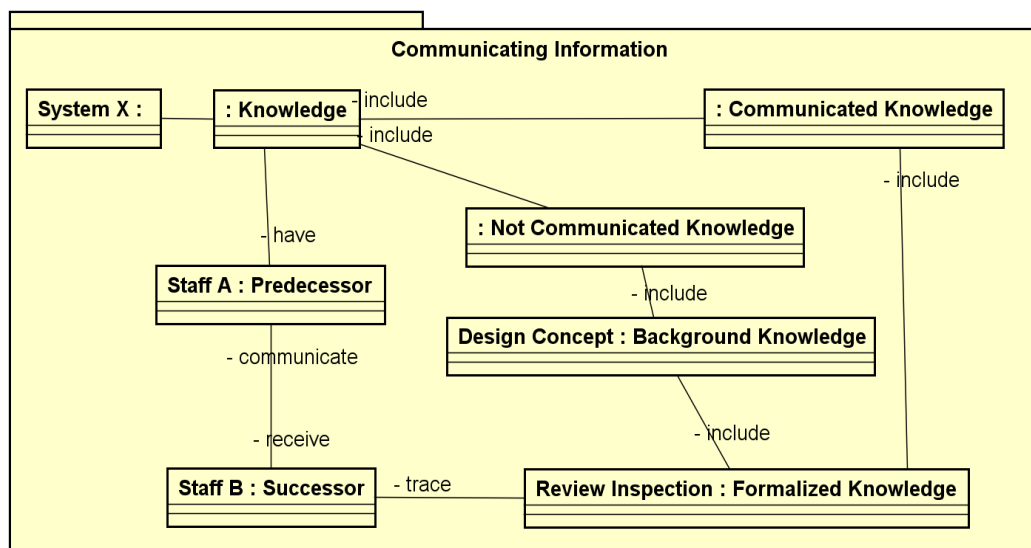 Communicating Information
System X :
: Knowledge
- include
- include
: Communicated Knowledge
- include
: Not Communicated Knowledge
- have
Staff A : Predecessor
- include
Design Concept : Background Knowledge
- communicate
- receive
- include
Staff B : Successor
- trace
Review Inspection : Formalized Knowledge